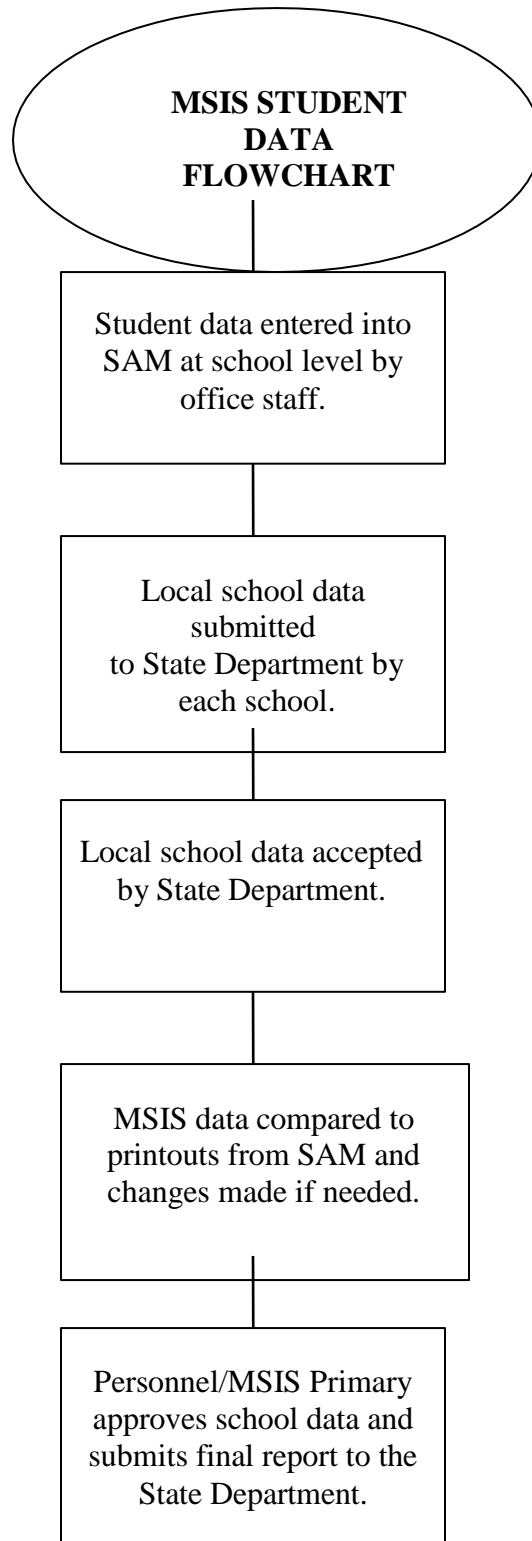 MSIS STUDENT
DATA
FLOWCHART
Student data entered into
SAM at school level by
office staff.
Local school data
submitted
to State Department by
each school.
Local school data accepted
by State Department.
MSIS data compared to
printouts from SAM and
changes made if needed.
Personnel/MSIS Primary
approves school data and
submits final report to the
State Department.